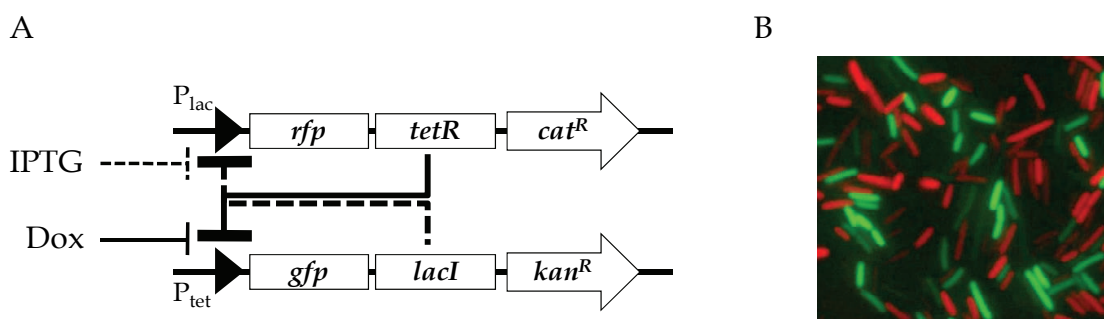 A
B
P_lac
rfp tetR cat^R
IPTG
Dox
gfp lacI kan^R
P_tet